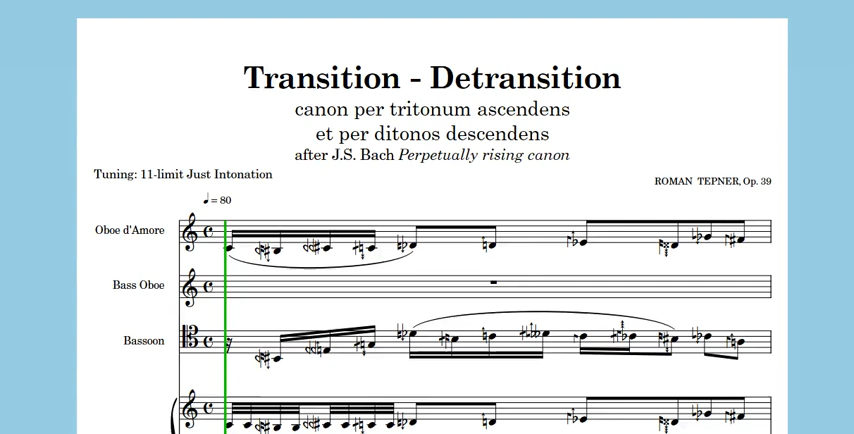 Transition - Detransition
canon per tritonum ascendens
et per ditonos descendens
after J.S. Bach Perpetually rising canon
Tuning: 11-limit Just Intonation
ROMAN TEPNER, Op. 39
♩ = 80
Oboe d'Amore
Bass Oboe
Bassoon